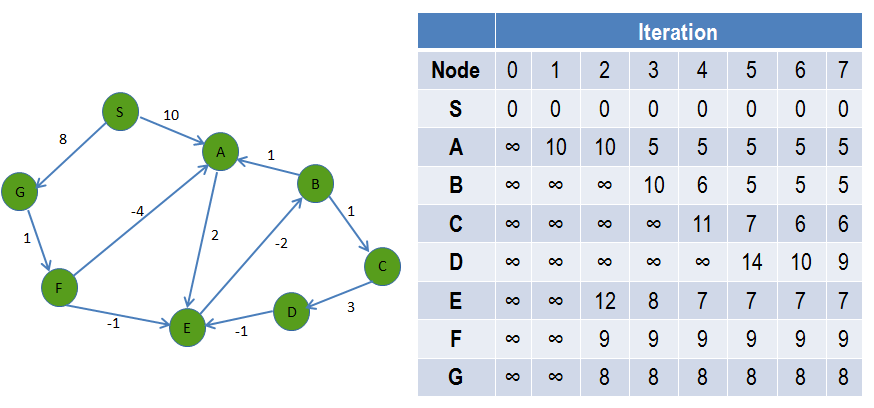 S
10
8
A
1
G
B
-4
1
1
2
-2
C
F
D
3
-1
E
-1
Iteration
Node 0 1 2 3 4 5 6 7
S 0 0 0 0 0 0 0 0
A ∞ 10 10 5 5 5 5 5
B ∞ ∞ ∞ 10 6 5 5 5
C ∞ ∞ ∞ ∞ 11 7 6 6
D ∞ ∞ ∞ ∞ ∞ 14 10 9
E ∞ ∞ 12 8 7 7 7 7
F ∞ ∞ 9 9 9 9 9 9
G ∞ ∞ 8 8 8 8 8 8